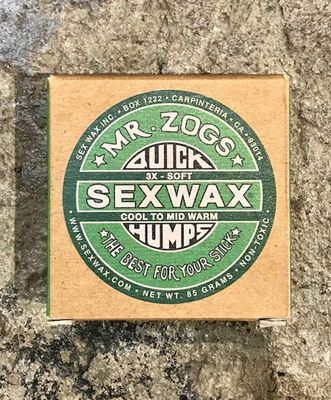 SEX WAX INC. • BOX 1222 • CARPINTERIA • CA • 93014
MR. ZOGS
QUICK
3X - SOFT
SEXWAX
COOL TO MID WARM
HUMPS
THE BEST FOR YOUR STICK
• WWW.SEXWAX.COM • NET WT. 85 GRAMS • NON-TOXIC •